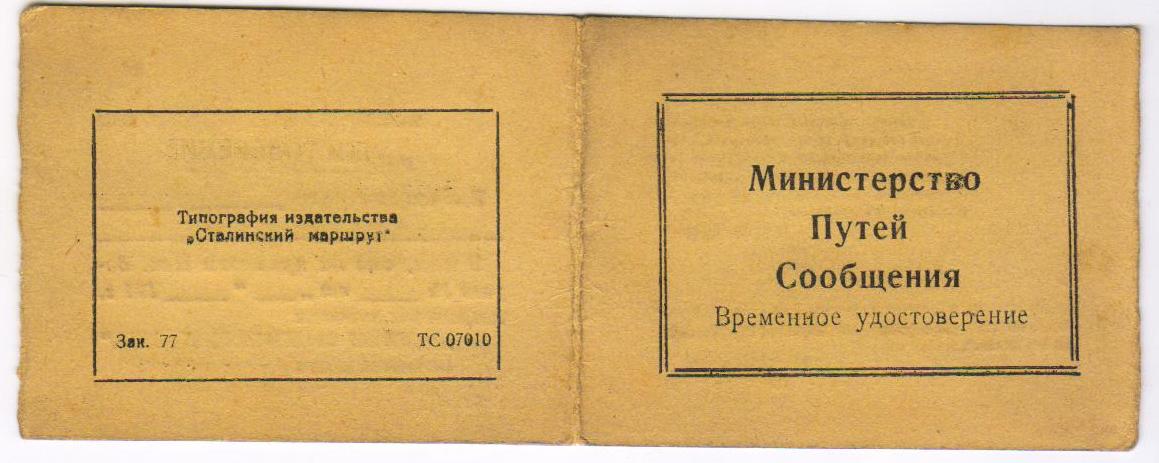 Типография издательства
„Сталинский маршрут“
Зак. 77 ТС 07010
Министерство
Путей
Сообщения
Временное удостоверение